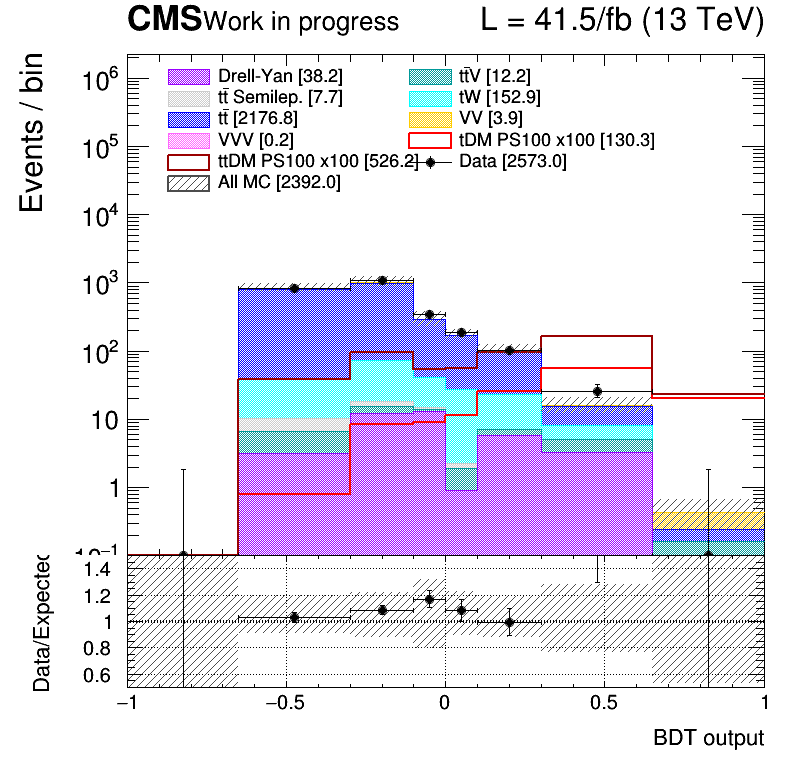 CMS Work in progress L = 41.5/fb (13 TeV)
Events / bin
Drell-Yan [38.2] tt̄V [12.2]
tt̄ Semilep. [7.7] tW [152.9]
tt̄ [2176.8] VV [3.9]
VVV [0.2] tDM PS100 x100 [130.3]
ttDM PS100 x100 [526.2] Data [2573.0]
All MC [2392.0]
10⁶
10⁵
10⁴
10³
10²
10
1
10⁻¹
Data/Expected
1.4
1.2
1
0.8
0.6
−1 −0.5 0 0.5 1
BDT output